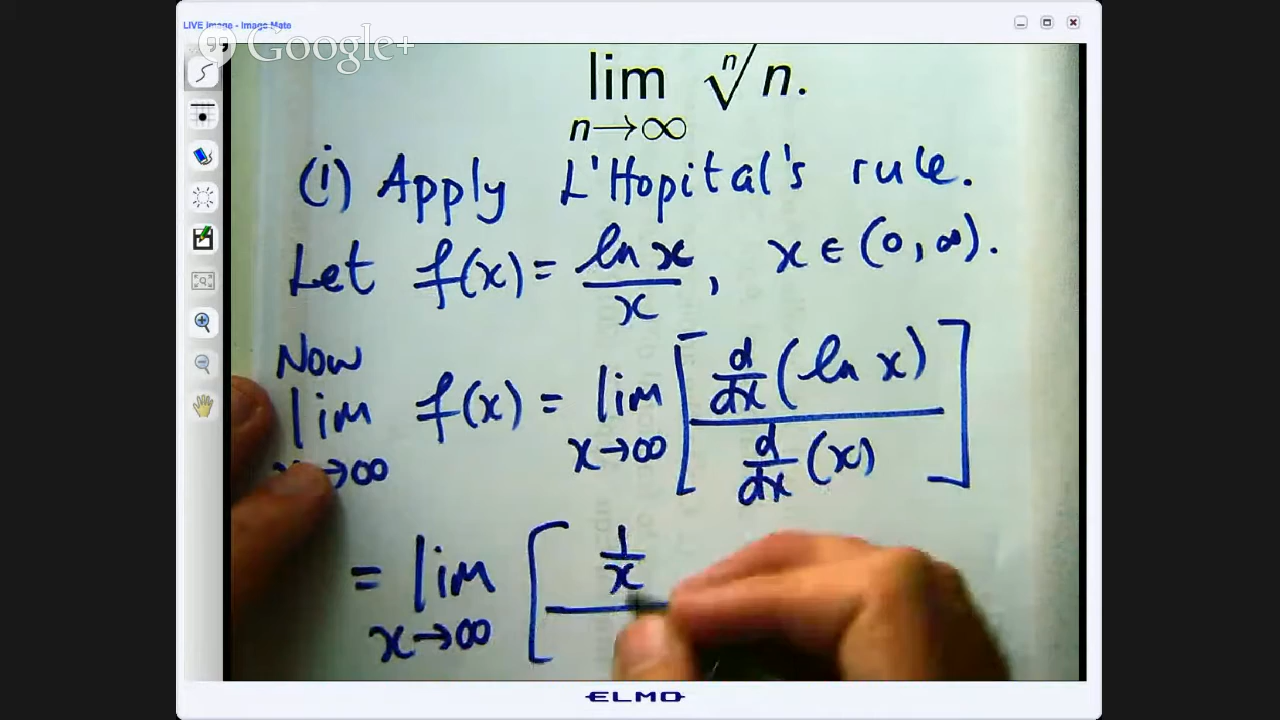 LIVE Image - Image Mate
Google+
lim n→∞ ⁿ√n.
(i) Apply L'Hopital's rule.
Let f(x) = ln x / x, x ∈ (0, ∞).
Now
lim x→∞ f(x) = lim x→∞ [ d/dx (ln x) / d/dx (x) ]
= lim x→∞ [ 1/x
ELMO